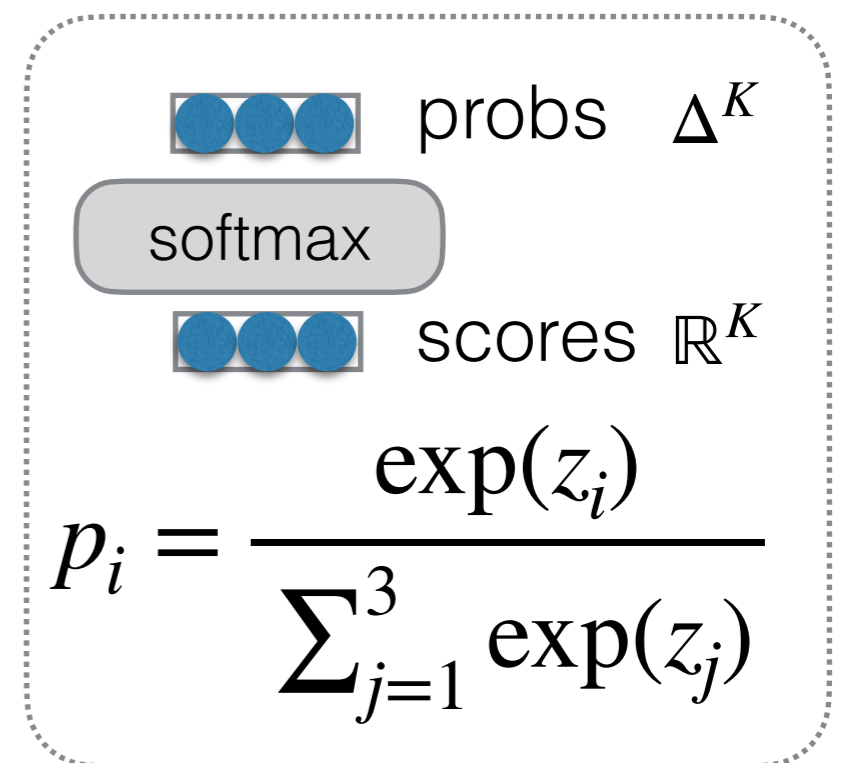 probs Δ^K
softmax
scores ℝ^K
p_i = exp(z_i) / ∑_{j=1}^{3} exp(z_j)